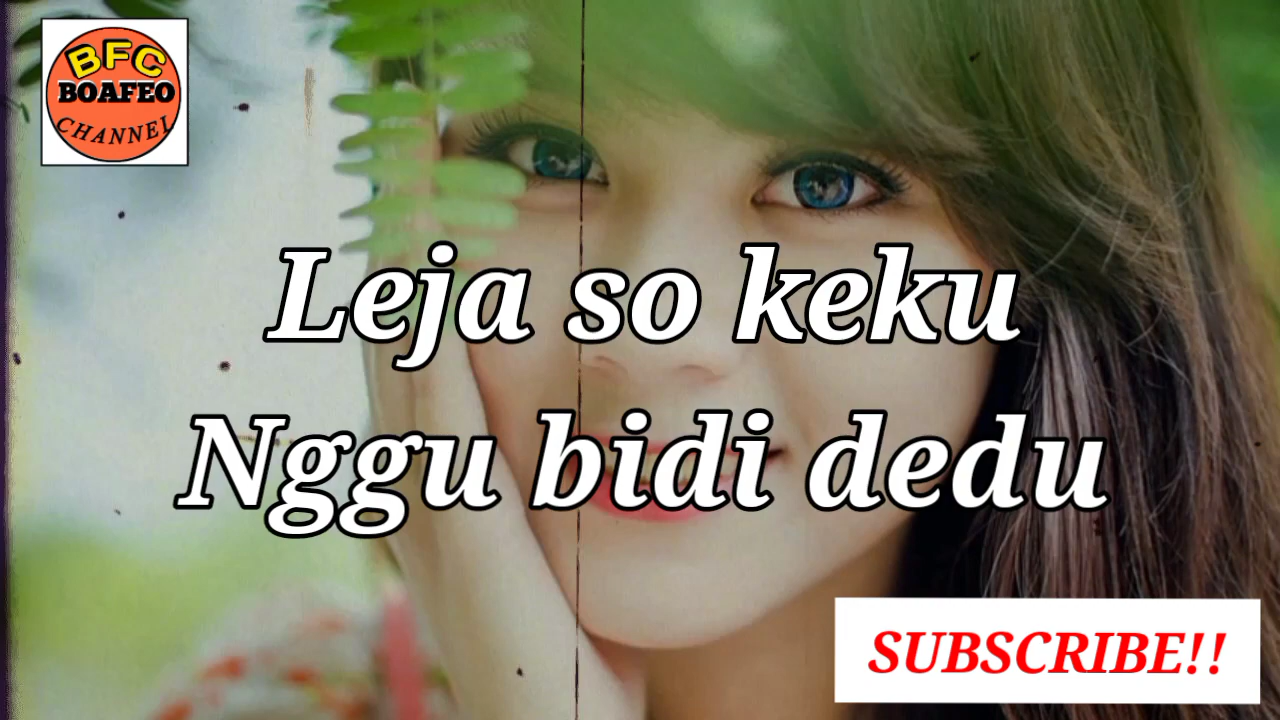 BFC
BOAFEO
CHANNEL
Leja so keku
Nggu bidi dedu
SUBSCRIBE!!